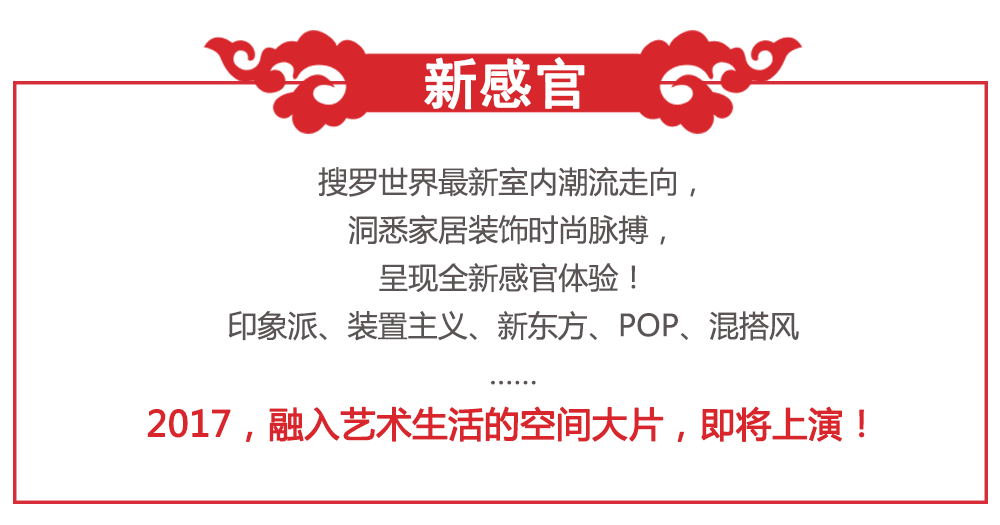 新感官
搜罗世界最新室内潮流走向，
洞悉家居装饰时尚脉搏，
呈现全新感官体验！
印象派、装置主义、新东方、POP、混搭风
……
2017，融入艺术生活的空间大片，即将上演！